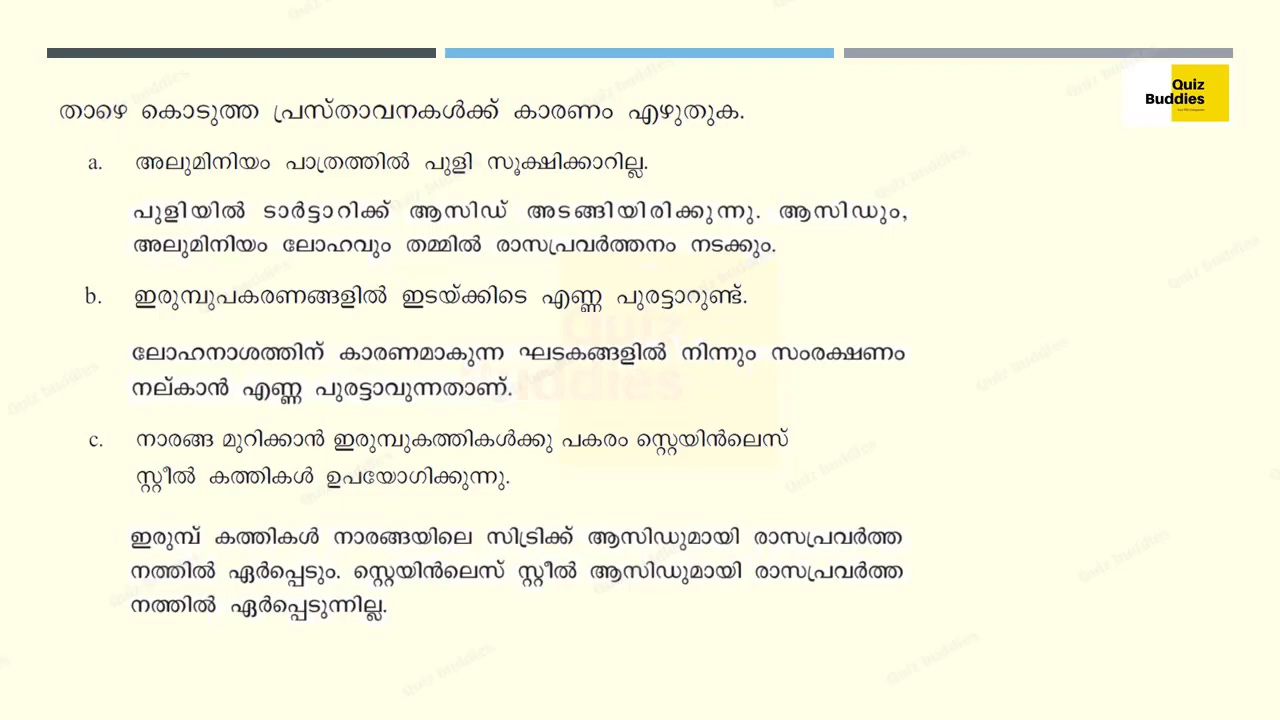 Quiz
Buddies
താഴെ കൊടുത്ത പ്രസ്താവനകൾക്ക് കാരണം എഴുതുക.
a. അലുമിനിയം പാത്രത്തിൽ പുളി സൂക്ഷിക്കാറില്ല.
പുളിയിൽ ടാർട്ടാറിക്ക് ആസിഡ് അടങ്ങിയിരിക്കുന്നു. ആസിഡും,
അലുമിനിയം ലോഹവും തമ്മിൽ രാസപ്രവർത്തനം നടക്കും.
b. ഇരുമ്പുപകരണങ്ങളിൽ ഇടയ്ക്കിടെ എണ്ണ പുരട്ടാറുണ്ട്.
ലോഹനാശത്തിന് കാരണമാകുന്ന ഘടകങ്ങളിൽ നിന്നും സംരക്ഷണം
നല്കാൻ എണ്ണ പുരട്ടാവുന്നതാണ്.
c. നാരങ്ങ മുറിക്കാൻ ഇരുമ്പുകത്തികൾക്കു പകരം സ്റ്റെയിൻലെസ്
സ്റ്റീൽ കത്തികൾ ഉപയോഗിക്കുന്നു.
ഇരുമ്പ് കത്തികൾ നാരങ്ങയിലെ സിട്രിക്ക് ആസിഡുമായി രാസപ്രവർത്ത
നത്തിൽ ഏർപ്പെടും. സ്റ്റെയിൻലെസ് സ്റ്റീൽ ആസിഡുമായി രാസപ്രവർത്ത
നത്തിൽ ഏർപ്പെടുന്നില്ല.